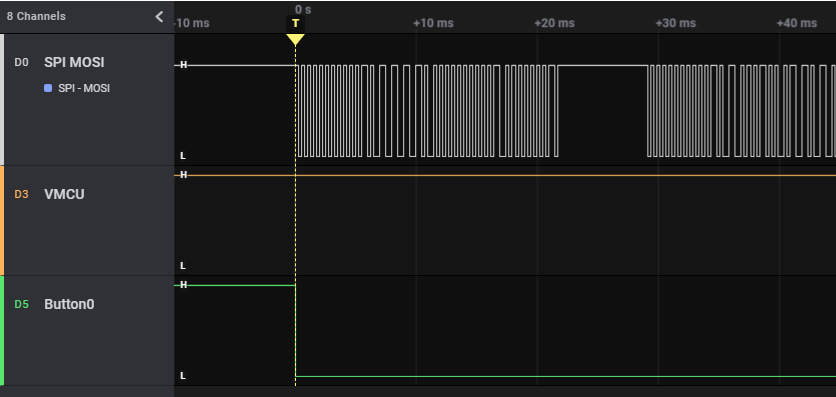 8 Channels
0 s
-10 ms
T
+10 ms
+20 ms
+30 ms
+40 ms
D0
SPI MOSI
H
SPI - MOSI
L
H
D3
VMCU
L
H
D5
Button0
L